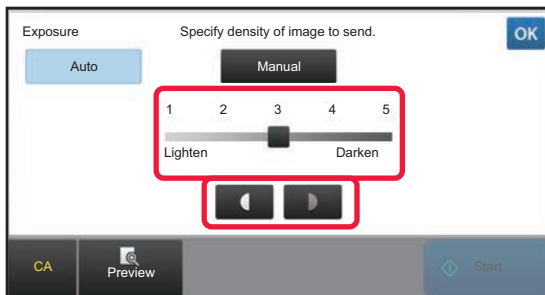 Exposure
Specify density of image to send.
OK
Auto
Manual
1 2 3 4 5
Lighten
Darken
CA
Preview
Start